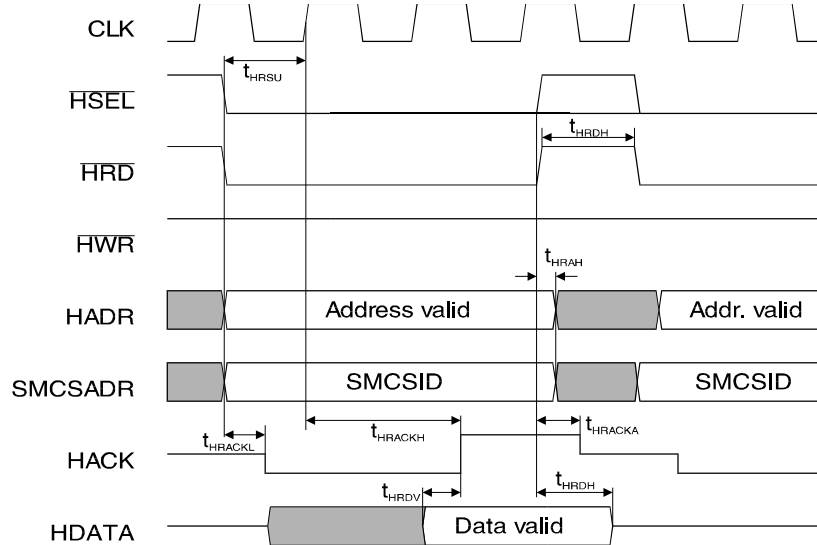 CLK
tHRSU
HSEL
tHRDH
HRD
HWR
tHRAH
HADR Address valid Addr. valid
SMCSADR SMCSID SMCSID
tHRACKL tHRACKH tHRACKA
HACK
tHRDV tHRDH
HDATA Data valid